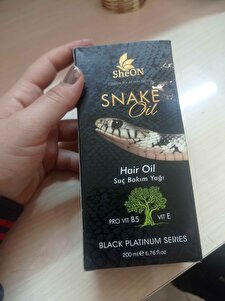 SheON
SNAKE
Oil
Hair Oil
Saç Bakım Yağı
PRO VIT B5 VIT E
BLACK PLATINUM SERIES
200 ml ℮ 6,76 fl.oz